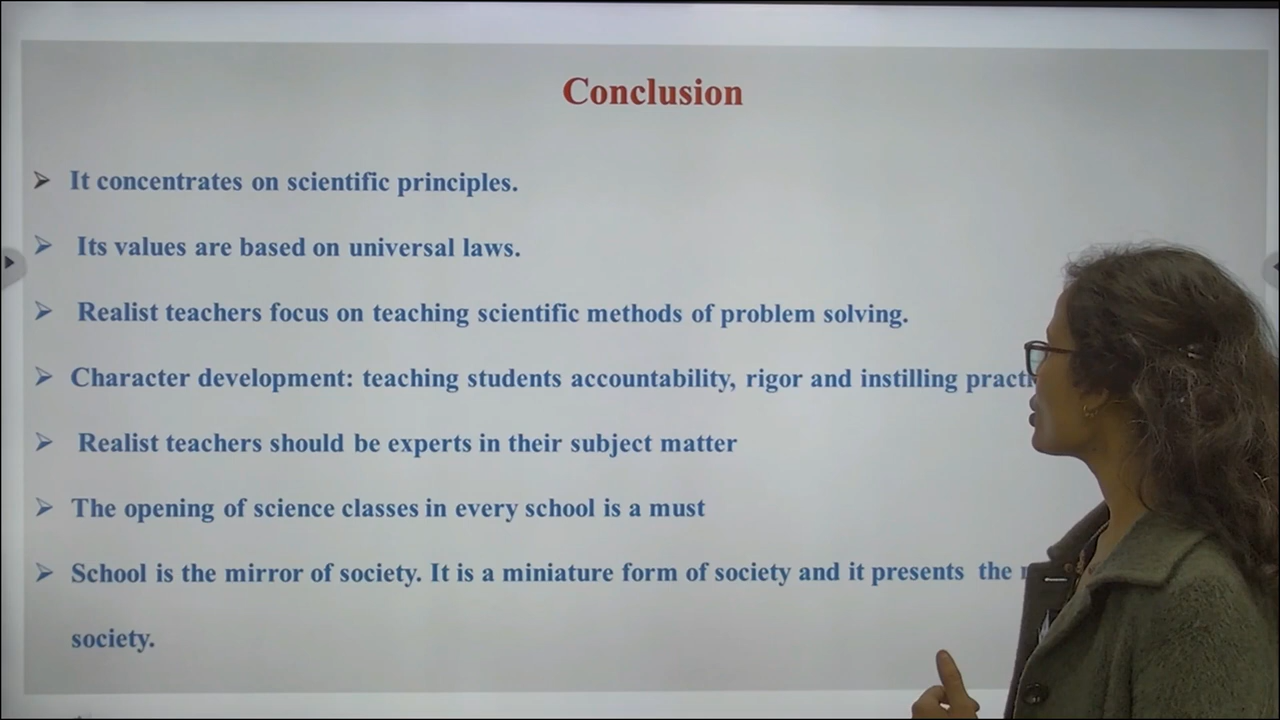 Conclusion
It concentrates on scientific principles.
Its values are based on universal laws.
Realist teachers focus on teaching scientific methods of problem solving.
Character development: teaching students accountability, rigor and instilling
Realist teachers should be experts in their subject matter
The opening of science classes in every school is a must
School is the mirror of society. It is a miniature form of society and it presents the
society.